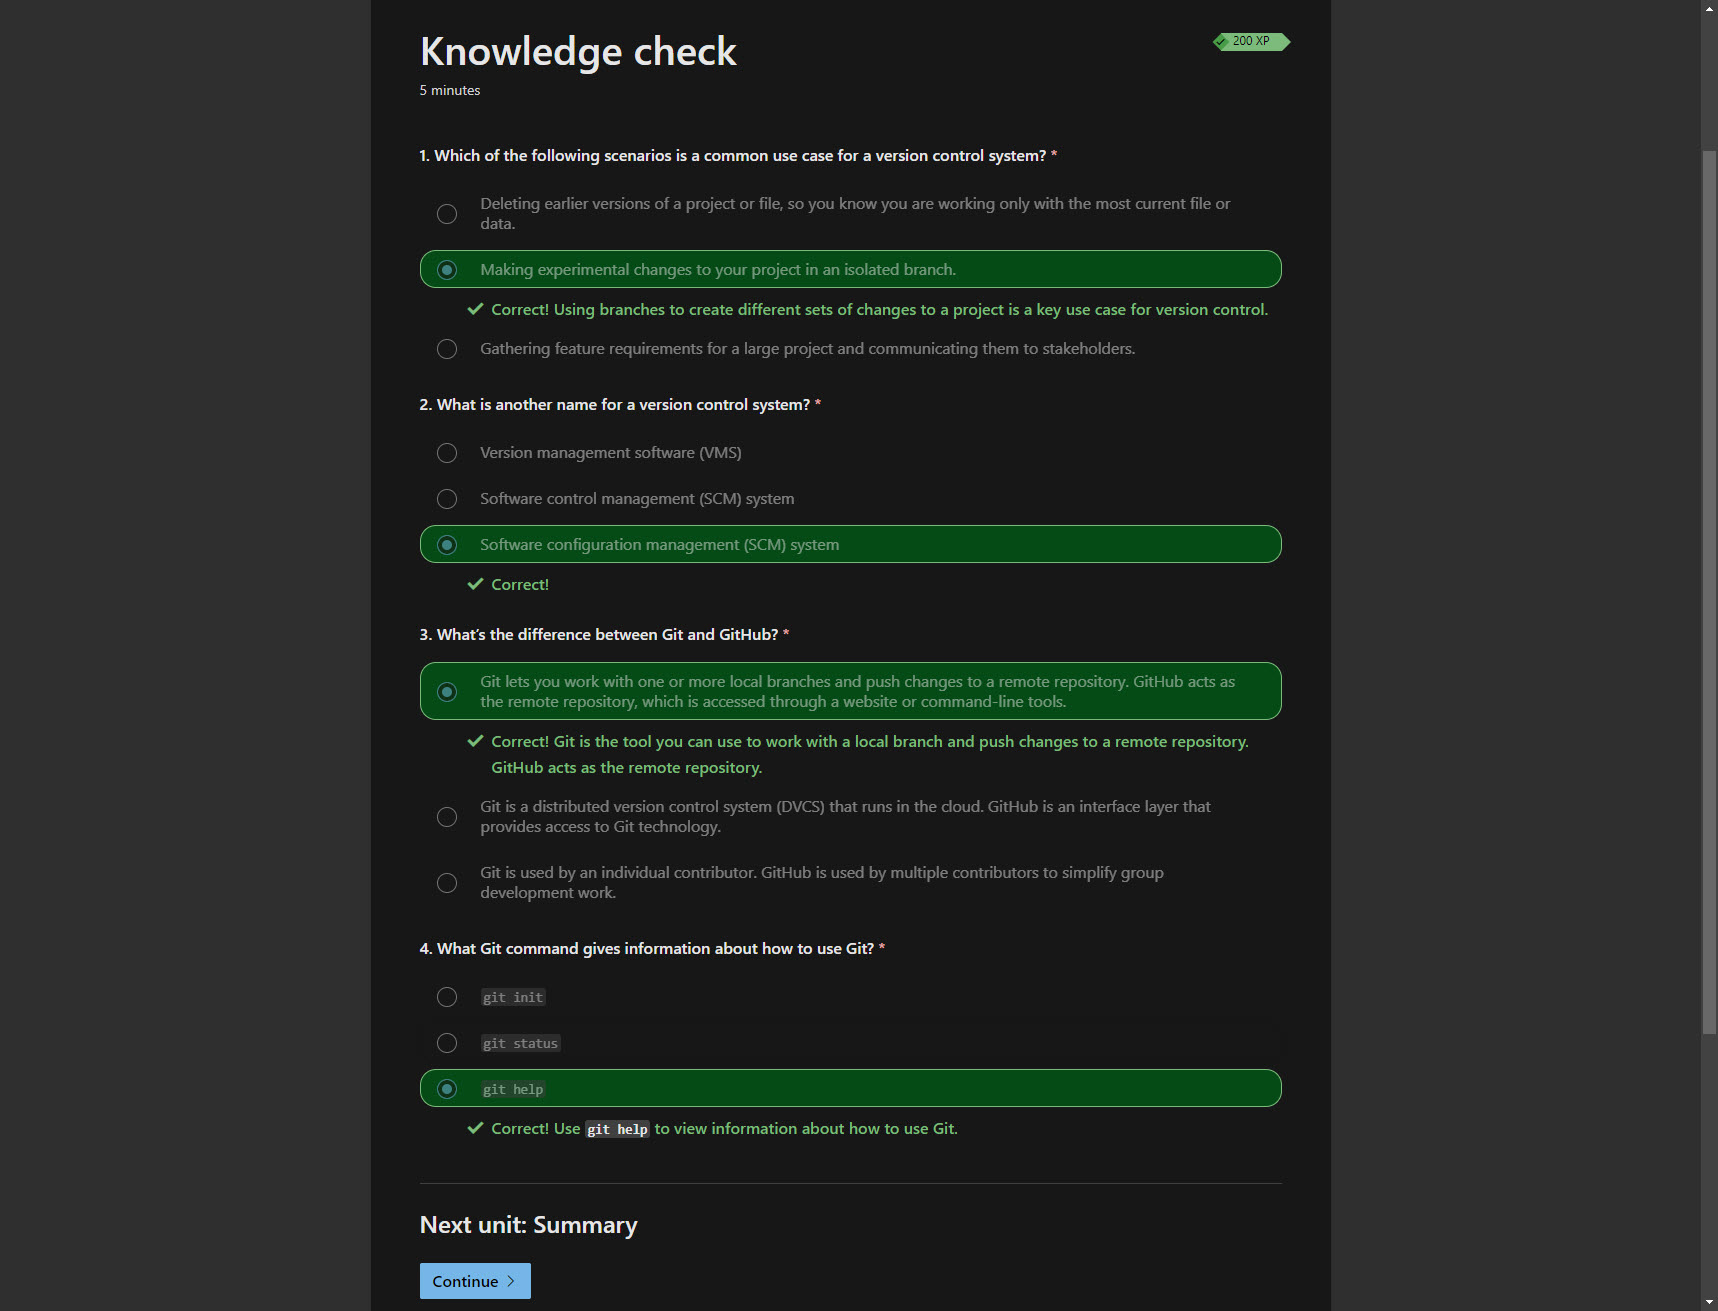 Knowledge check
200 XP
5 minutes
1. Which of the following scenarios is a common use case for a version control system? *
Deleting earlier versions of a project or file, so you know you are working only with the most current file or
data.
Making experimental changes to your project in an isolated branch.
Correct! Using branches to create different sets of changes to a project is a key use case for version control.
Gathering feature requirements for a large project and communicating them to stakeholders.
2. What is another name for a version control system? *
Version management software (VMS)
Software control management (SCM) system
Software configuration management (SCM) system
Correct!
3. What's the difference between Git and GitHub? *
Git lets you work with one or more local branches and push changes to a remote repository. GitHub acts as
the remote repository, which is accessed through a website or command-line tools.
Correct! Git is the tool you can use to work with a local branch and push changes to a remote repository.
GitHub acts as the remote repository.
Git is a distributed version control system (DVCS) that runs in the cloud. GitHub is an interface layer that
provides access to Git technology.
Git is used by an individual contributor. GitHub is used by multiple contributors to simplify group
development work.
4. What Git command gives information about how to use Git? *
git init
git status
git help
Correct! Use git help to view information about how to use Git.
Next unit: Summary
Continue